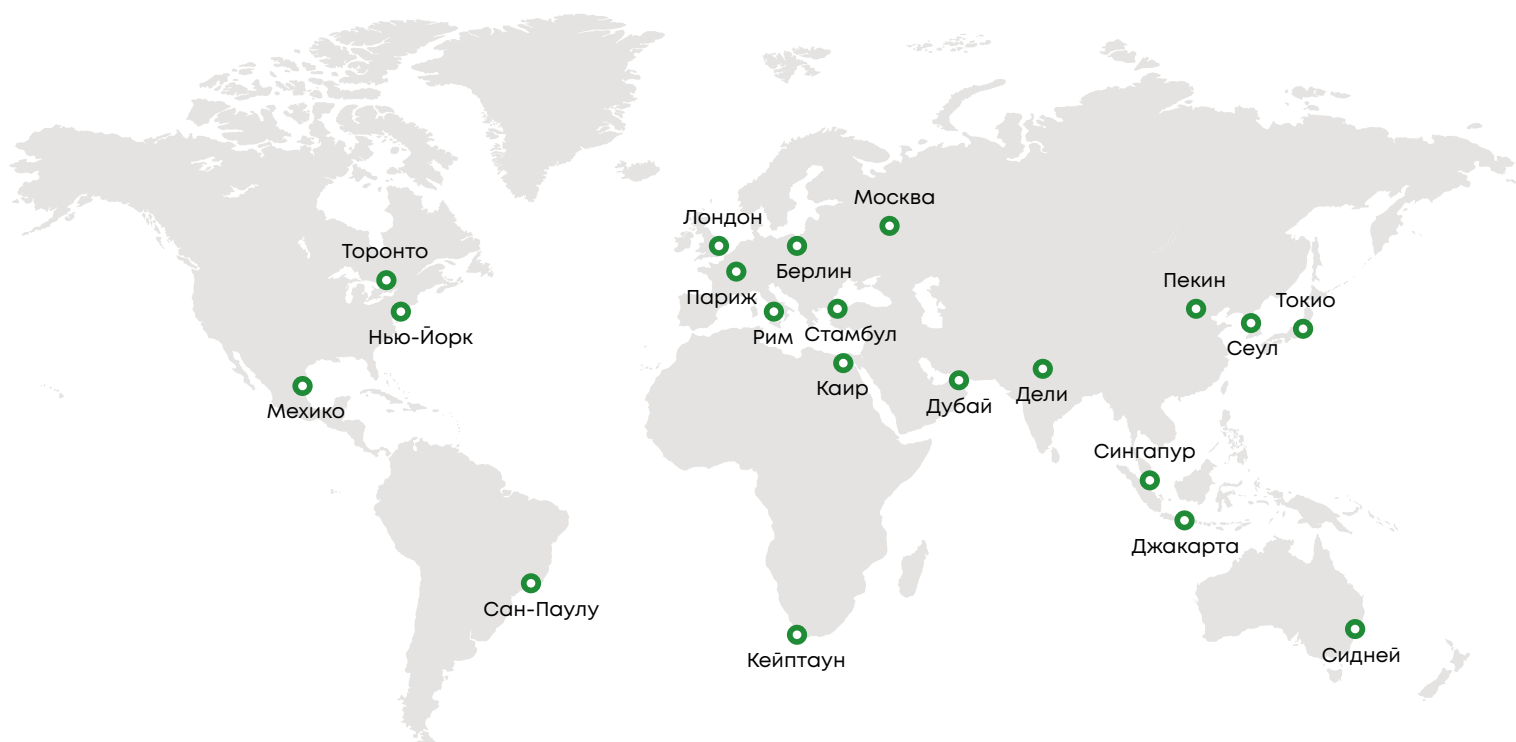 Москва
Лондон
Торонто
Берлин
Пекин
Париж
Токио
Нью-Йорк
Рим
Стамбул
Сеул
Каир
Дели
Дубай
Мехико
Сингапур
Джакарта
Сан-Паулу
Сидней
Кейптаун